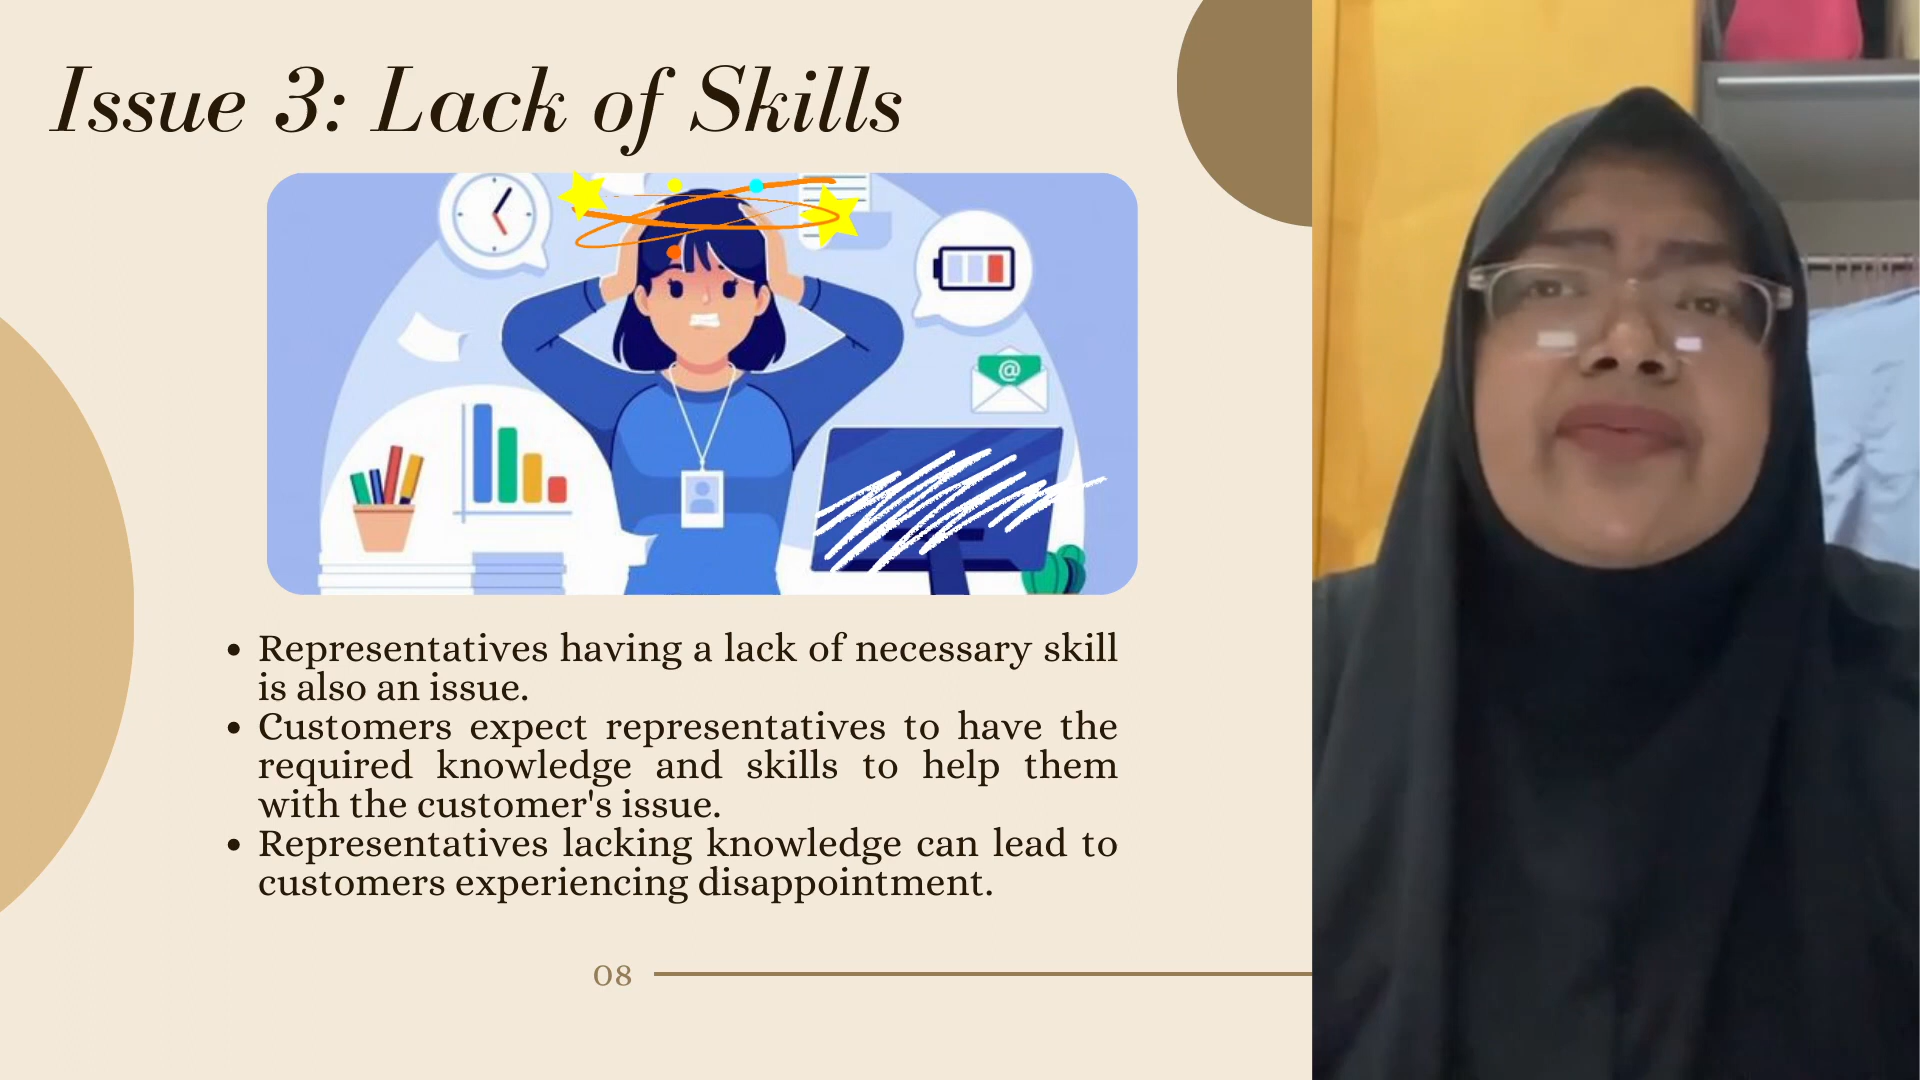 Issue 3: Lack of Skills
@
• Representatives having a lack of necessary skill
is also an issue.
• Customers expect representatives to have the
required knowledge and skills to help them
with the customer's issue.
• Representatives lacking knowledge can lead to
customers experiencing disappointment.
08